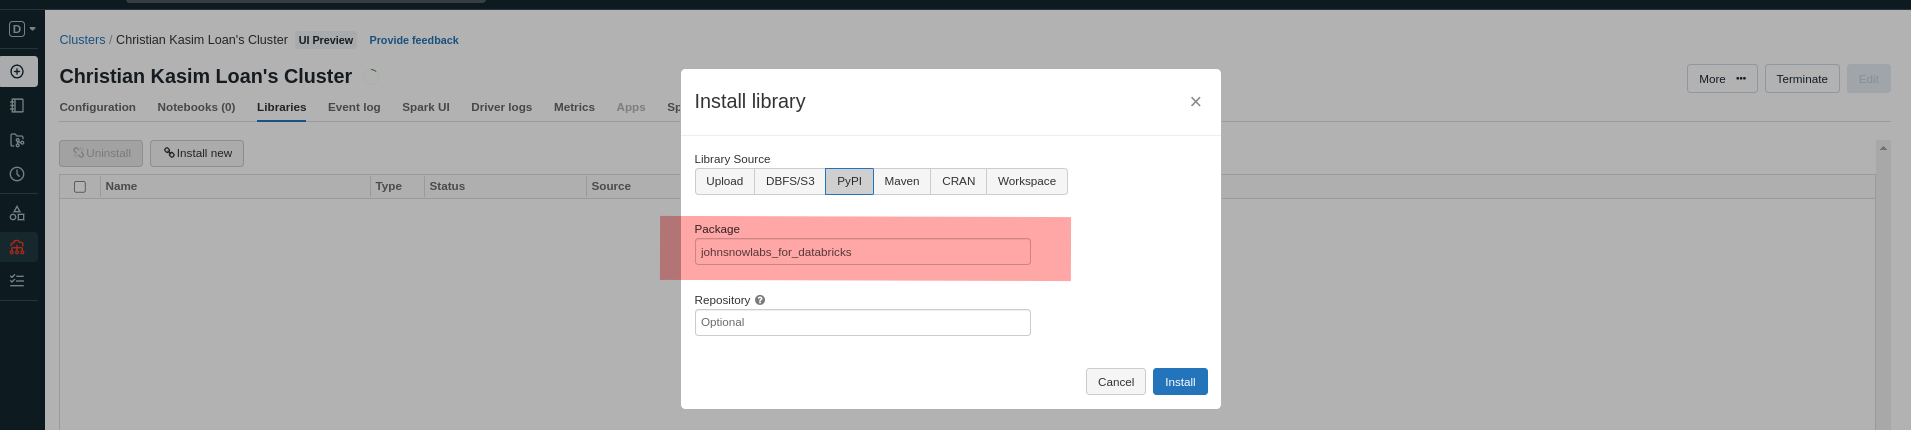 D
Clusters / Christian Kasim Loan's Cluster UI Preview Provide feedback
Christian Kasim Loan's Cluster
More ••• Terminate Edit
Configuration Notebooks (0) Libraries Event log Spark UI Driver logs Metrics Apps Sp
Uninstall Install new
Name Type Status Source
Install library
Library Source
Upload DBFS/S3 PyPI Maven CRAN Workspace
Package
johnsnowlabs_for_databricks
Repository ?
Optional
Cancel Install